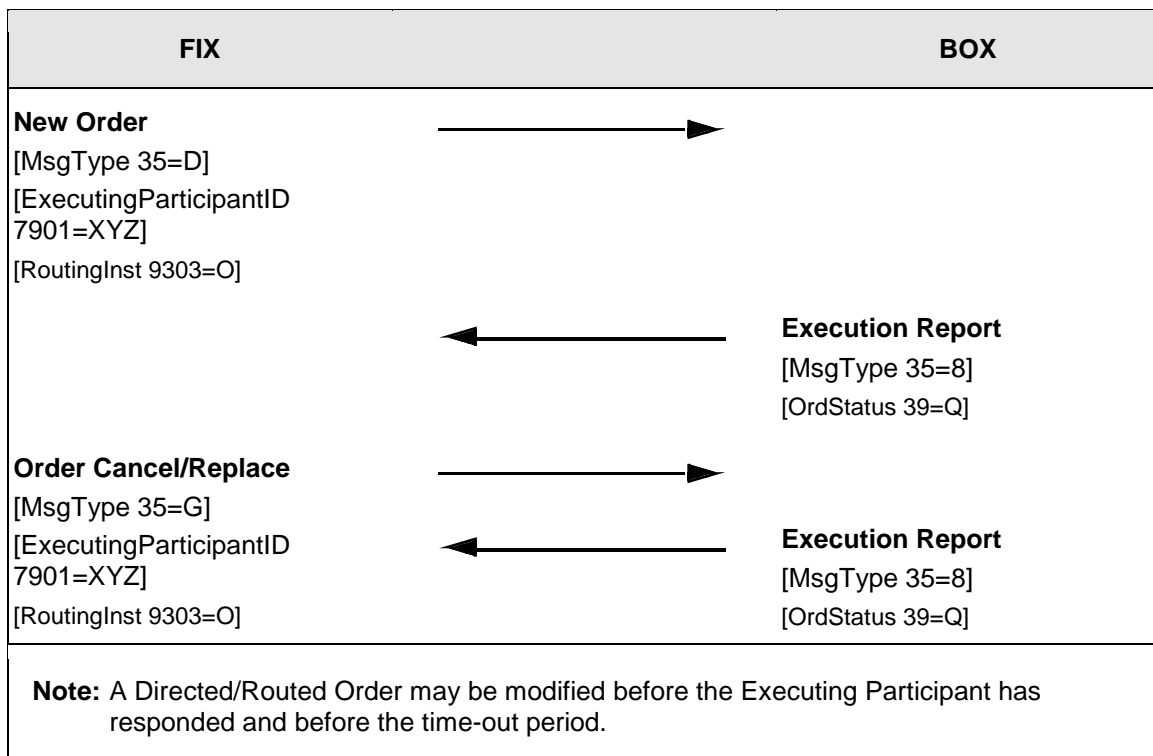 FIX BOX
New Order
[MsgType 35=D]
[ExecutingParticipantID
7901=XYZ]
[RoutingInst 9303=O]
Execution Report
[MsgType 35=8]
[OrdStatus 39=Q]
Order Cancel/Replace
[MsgType 35=G]
[ExecutingParticipantID
7901=XYZ]
[RoutingInst 9303=O]
Execution Report
[MsgType 35=8]
[OrdStatus 39=Q]
Note: A Directed/Routed Order may be modified before the Executing Participant has
responded and before the time-out period.